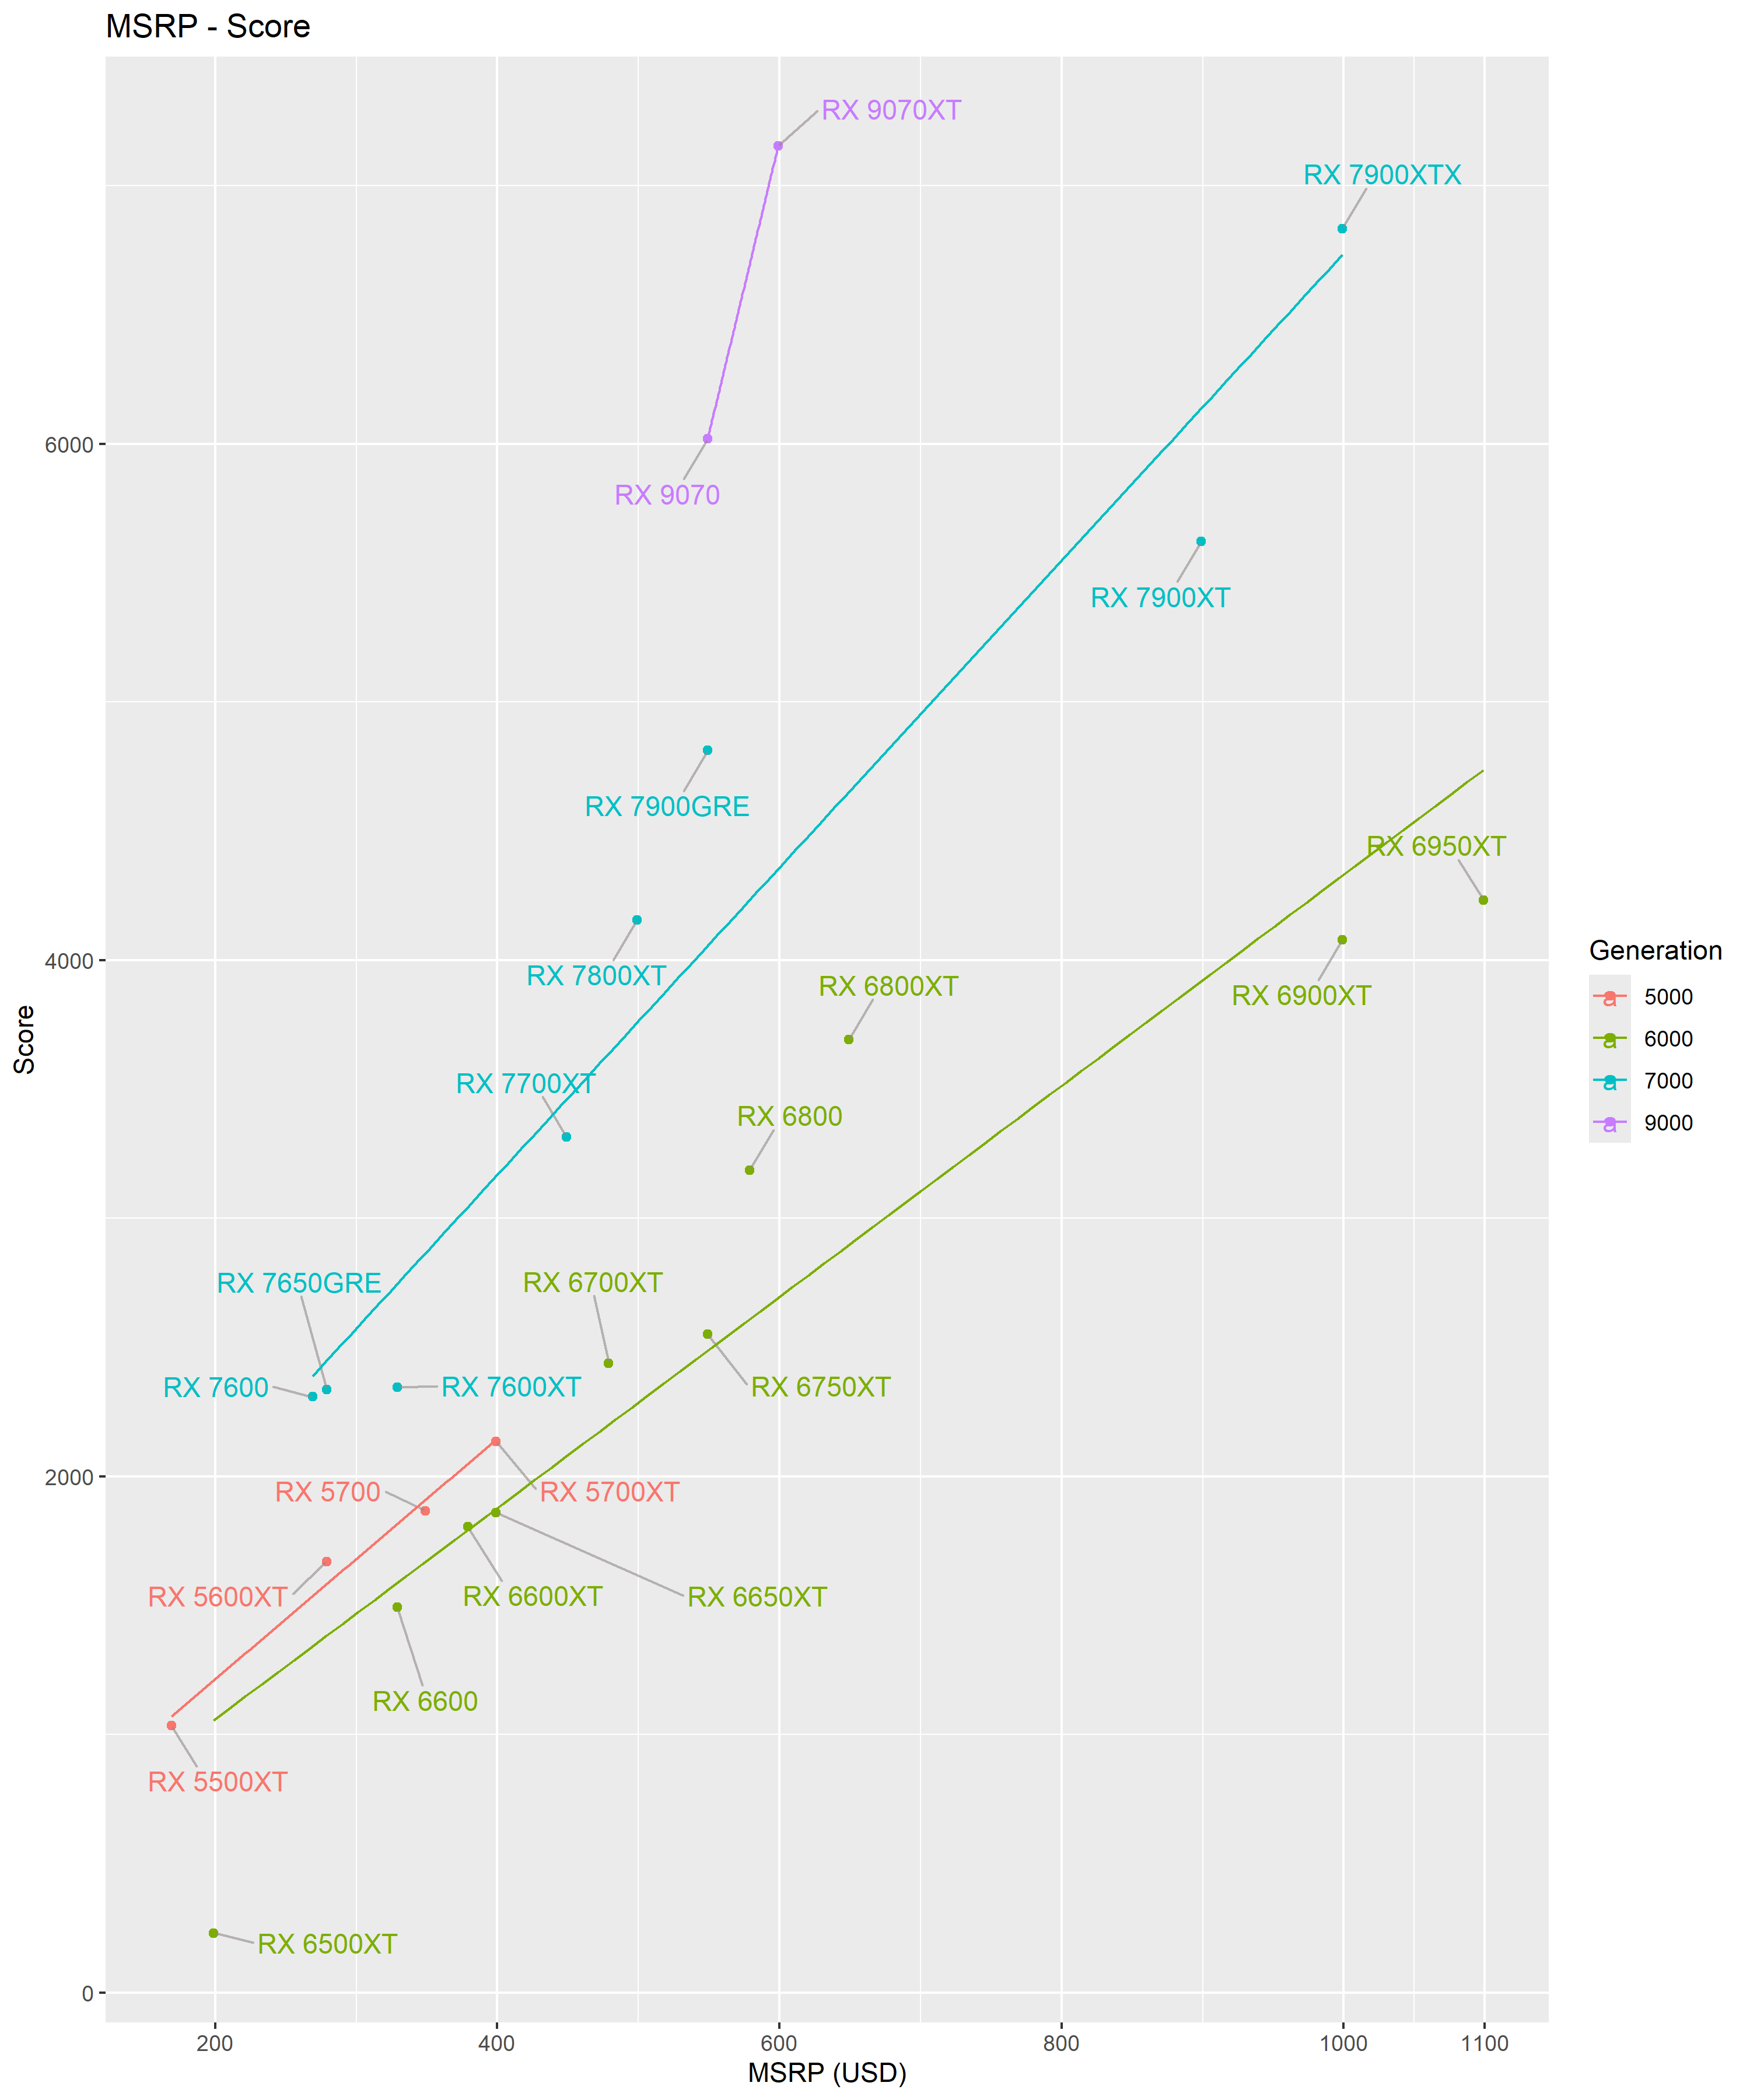 MSRP - Score
RX 9070XT
RX 7900XTX
6000
RX 9070
RX 7900XT
RX 7900GRE
RX 6950XT
4000
RX 7800XT
RX 6800XT
RX 6900XT
Score
RX 7700XT
RX 6800
RX 7650GRE
RX 6700XT
RX 7600
RX 7600XT
RX 6750XT
2000
RX 5700
RX 5700XT
RX 5600XT
RX 6600XT
RX 6650XT
RX 6600
RX 5500XT
RX 6500XT
0
200 400 600 800 1000 1100
MSRP (USD)
Generation
a 5000
a 6000
a 7000
a 9000